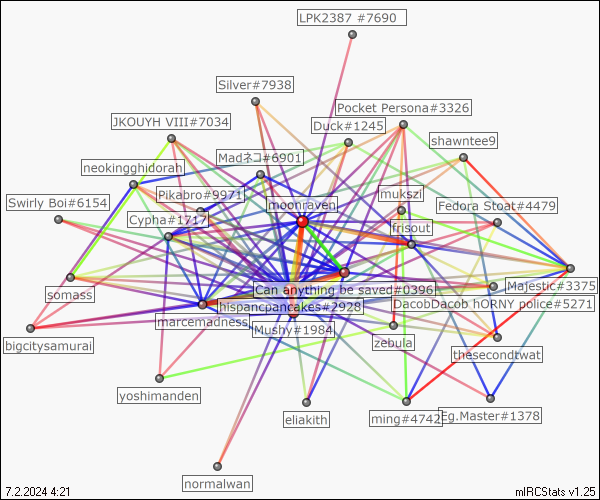 LPK2387 #7690
Silver#7938
Pocket Persona#3326
JKOUYH VIII#7034
Duck#1245
shawntee9
Madネコ#6901
neokingghidorah
Pikabro#9971
mukszi
Swirly Boi#6154
moonraven
Fedora Stoat#4479
Cypha#1717
frisout
Can anything be saved#0396
Majestic#3375
somass
hispancpancakes#2928
DacobDacob hORNY police#5271
marcemadness
Mushy#1984
zebula
bigcitysamurai
thesecondtwat
yoshimanden
eliakith
ming#4742
Eg.Master#1378
normalwan
7.2.2024 4:21
mIRCStats v1.25